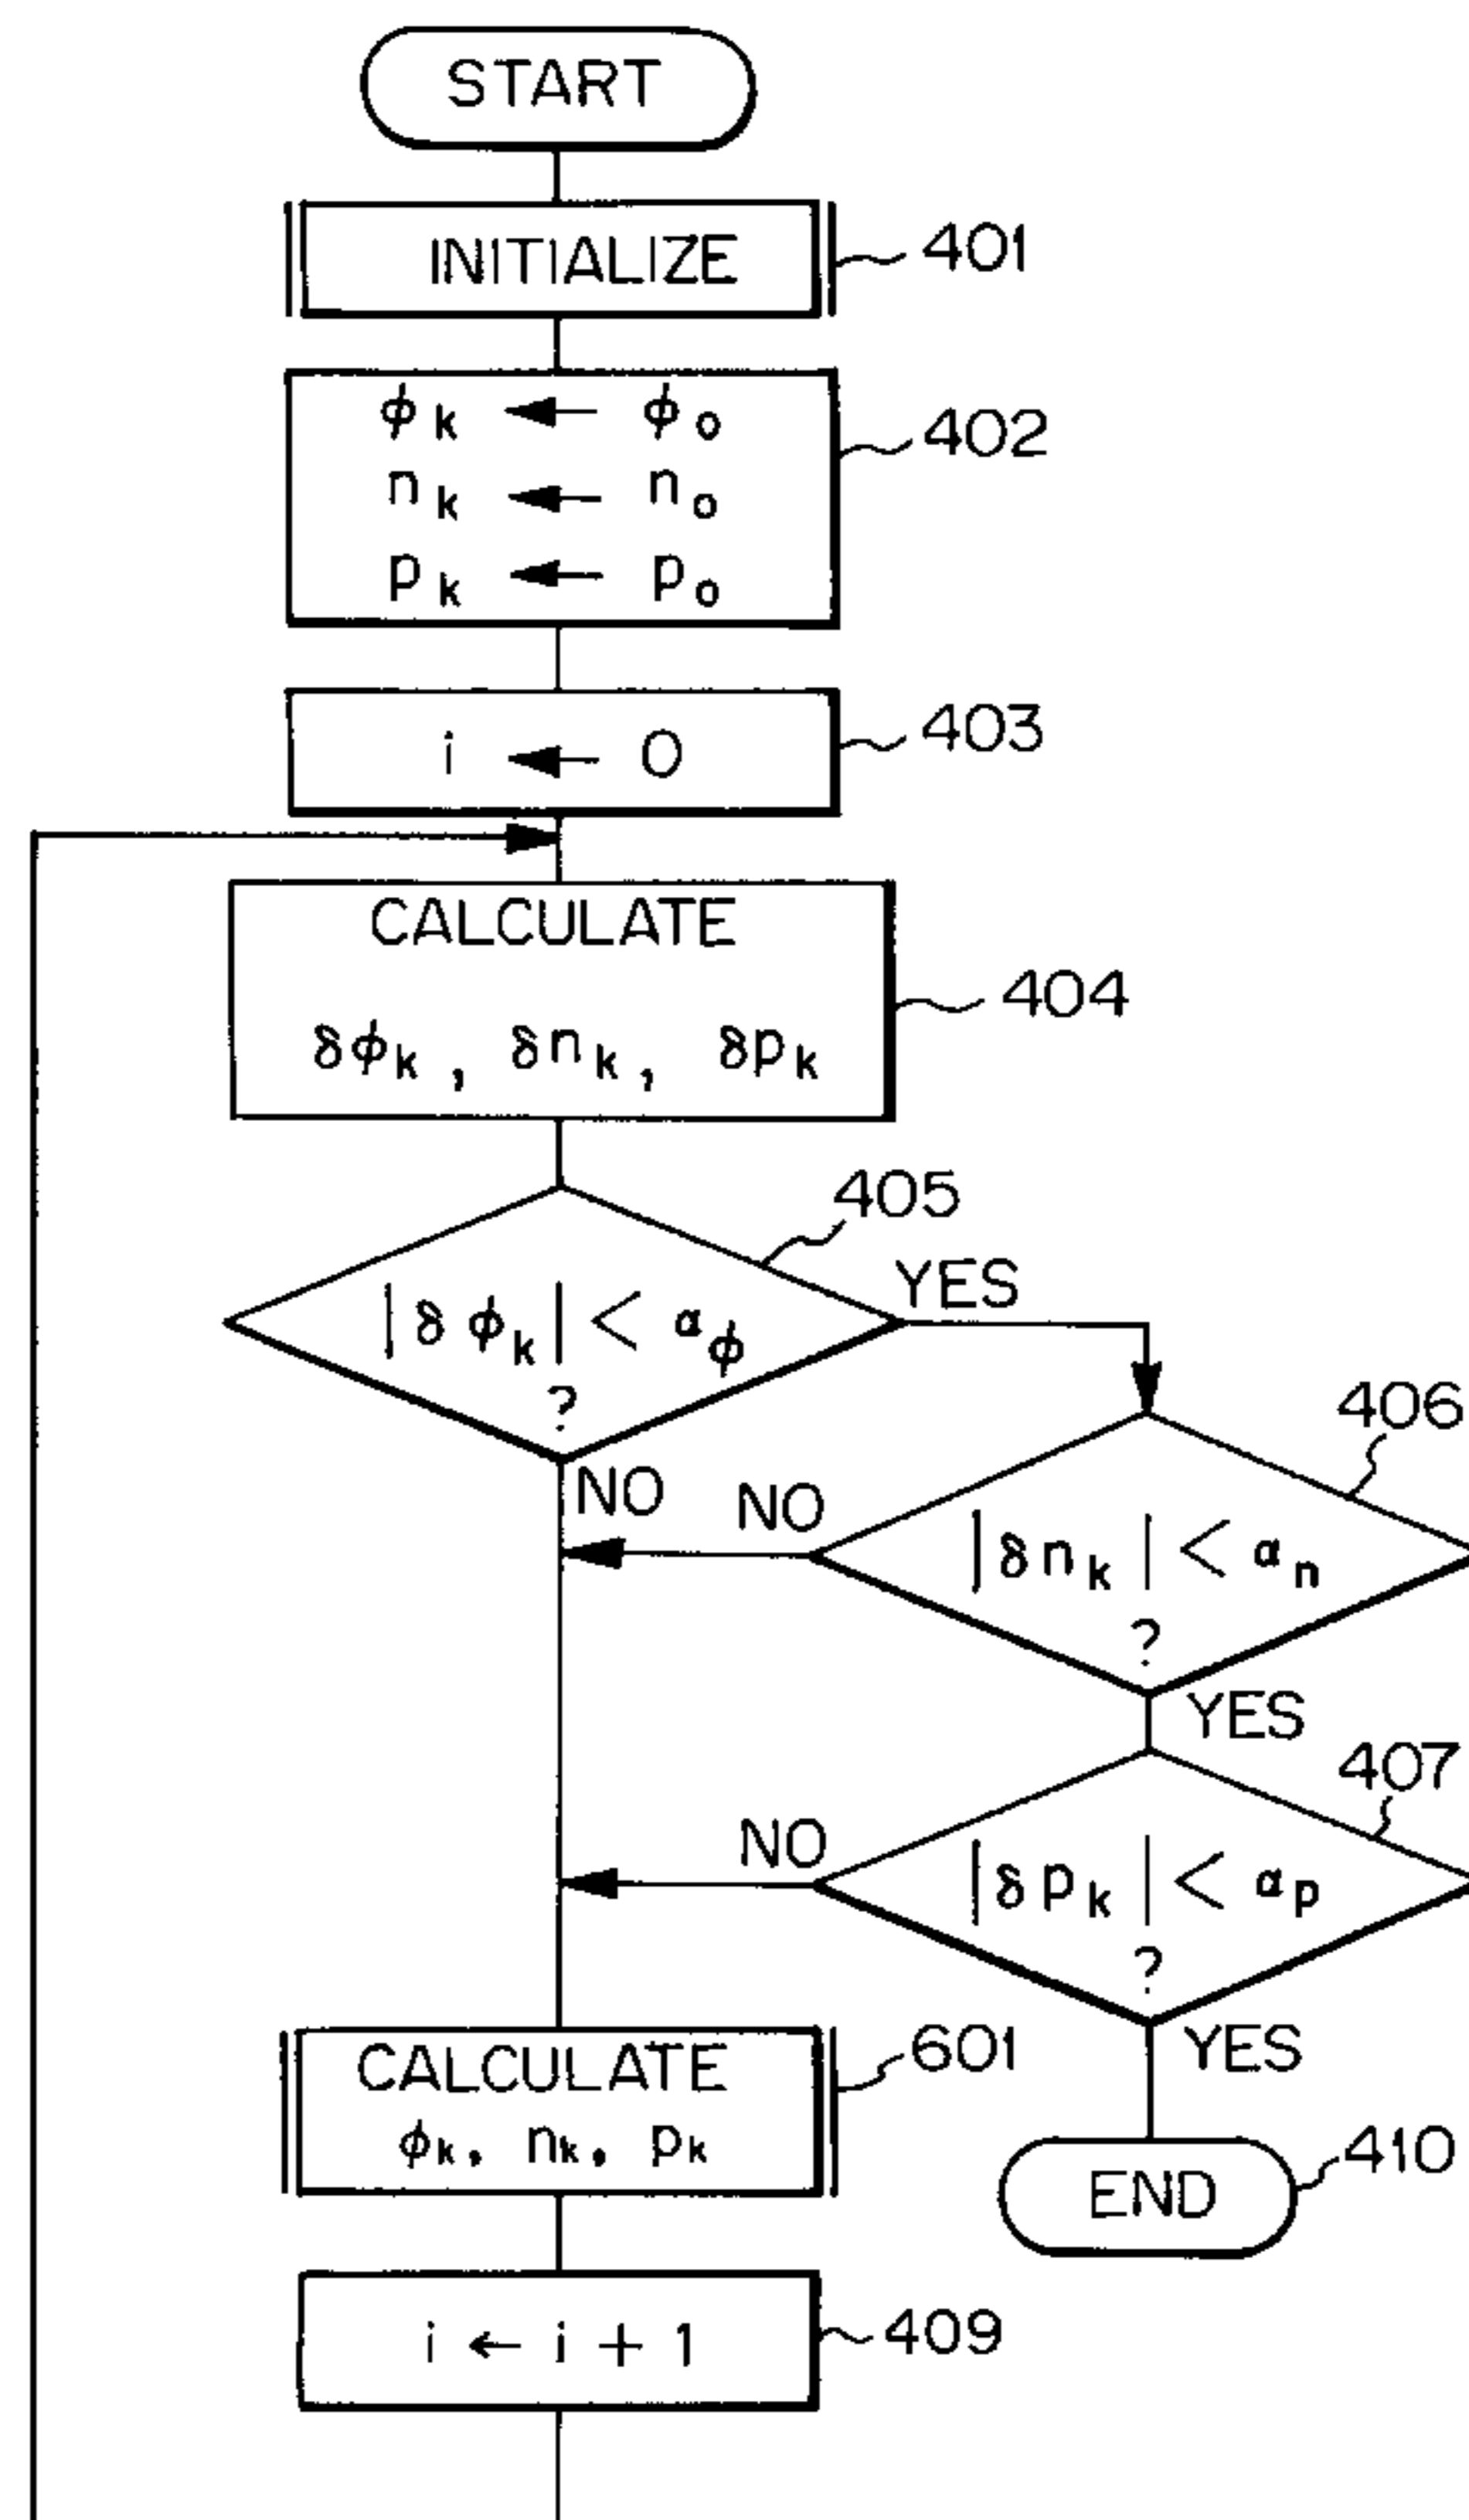 START
INITIALIZE
401
ϕk ← ϕo
402
nk ← no
pk ← po
i ← 0
403
CALCULATE
404
δϕk , δnk , δpk
405
|δϕk| < αϕ
?
YES
NO
406
NO
|δnk| < αn
?
YES
407
NO
|δpk| < αp
?
YES
CALCULATE
601
ϕk, nk, pk
410
END
i ← i + 1
409